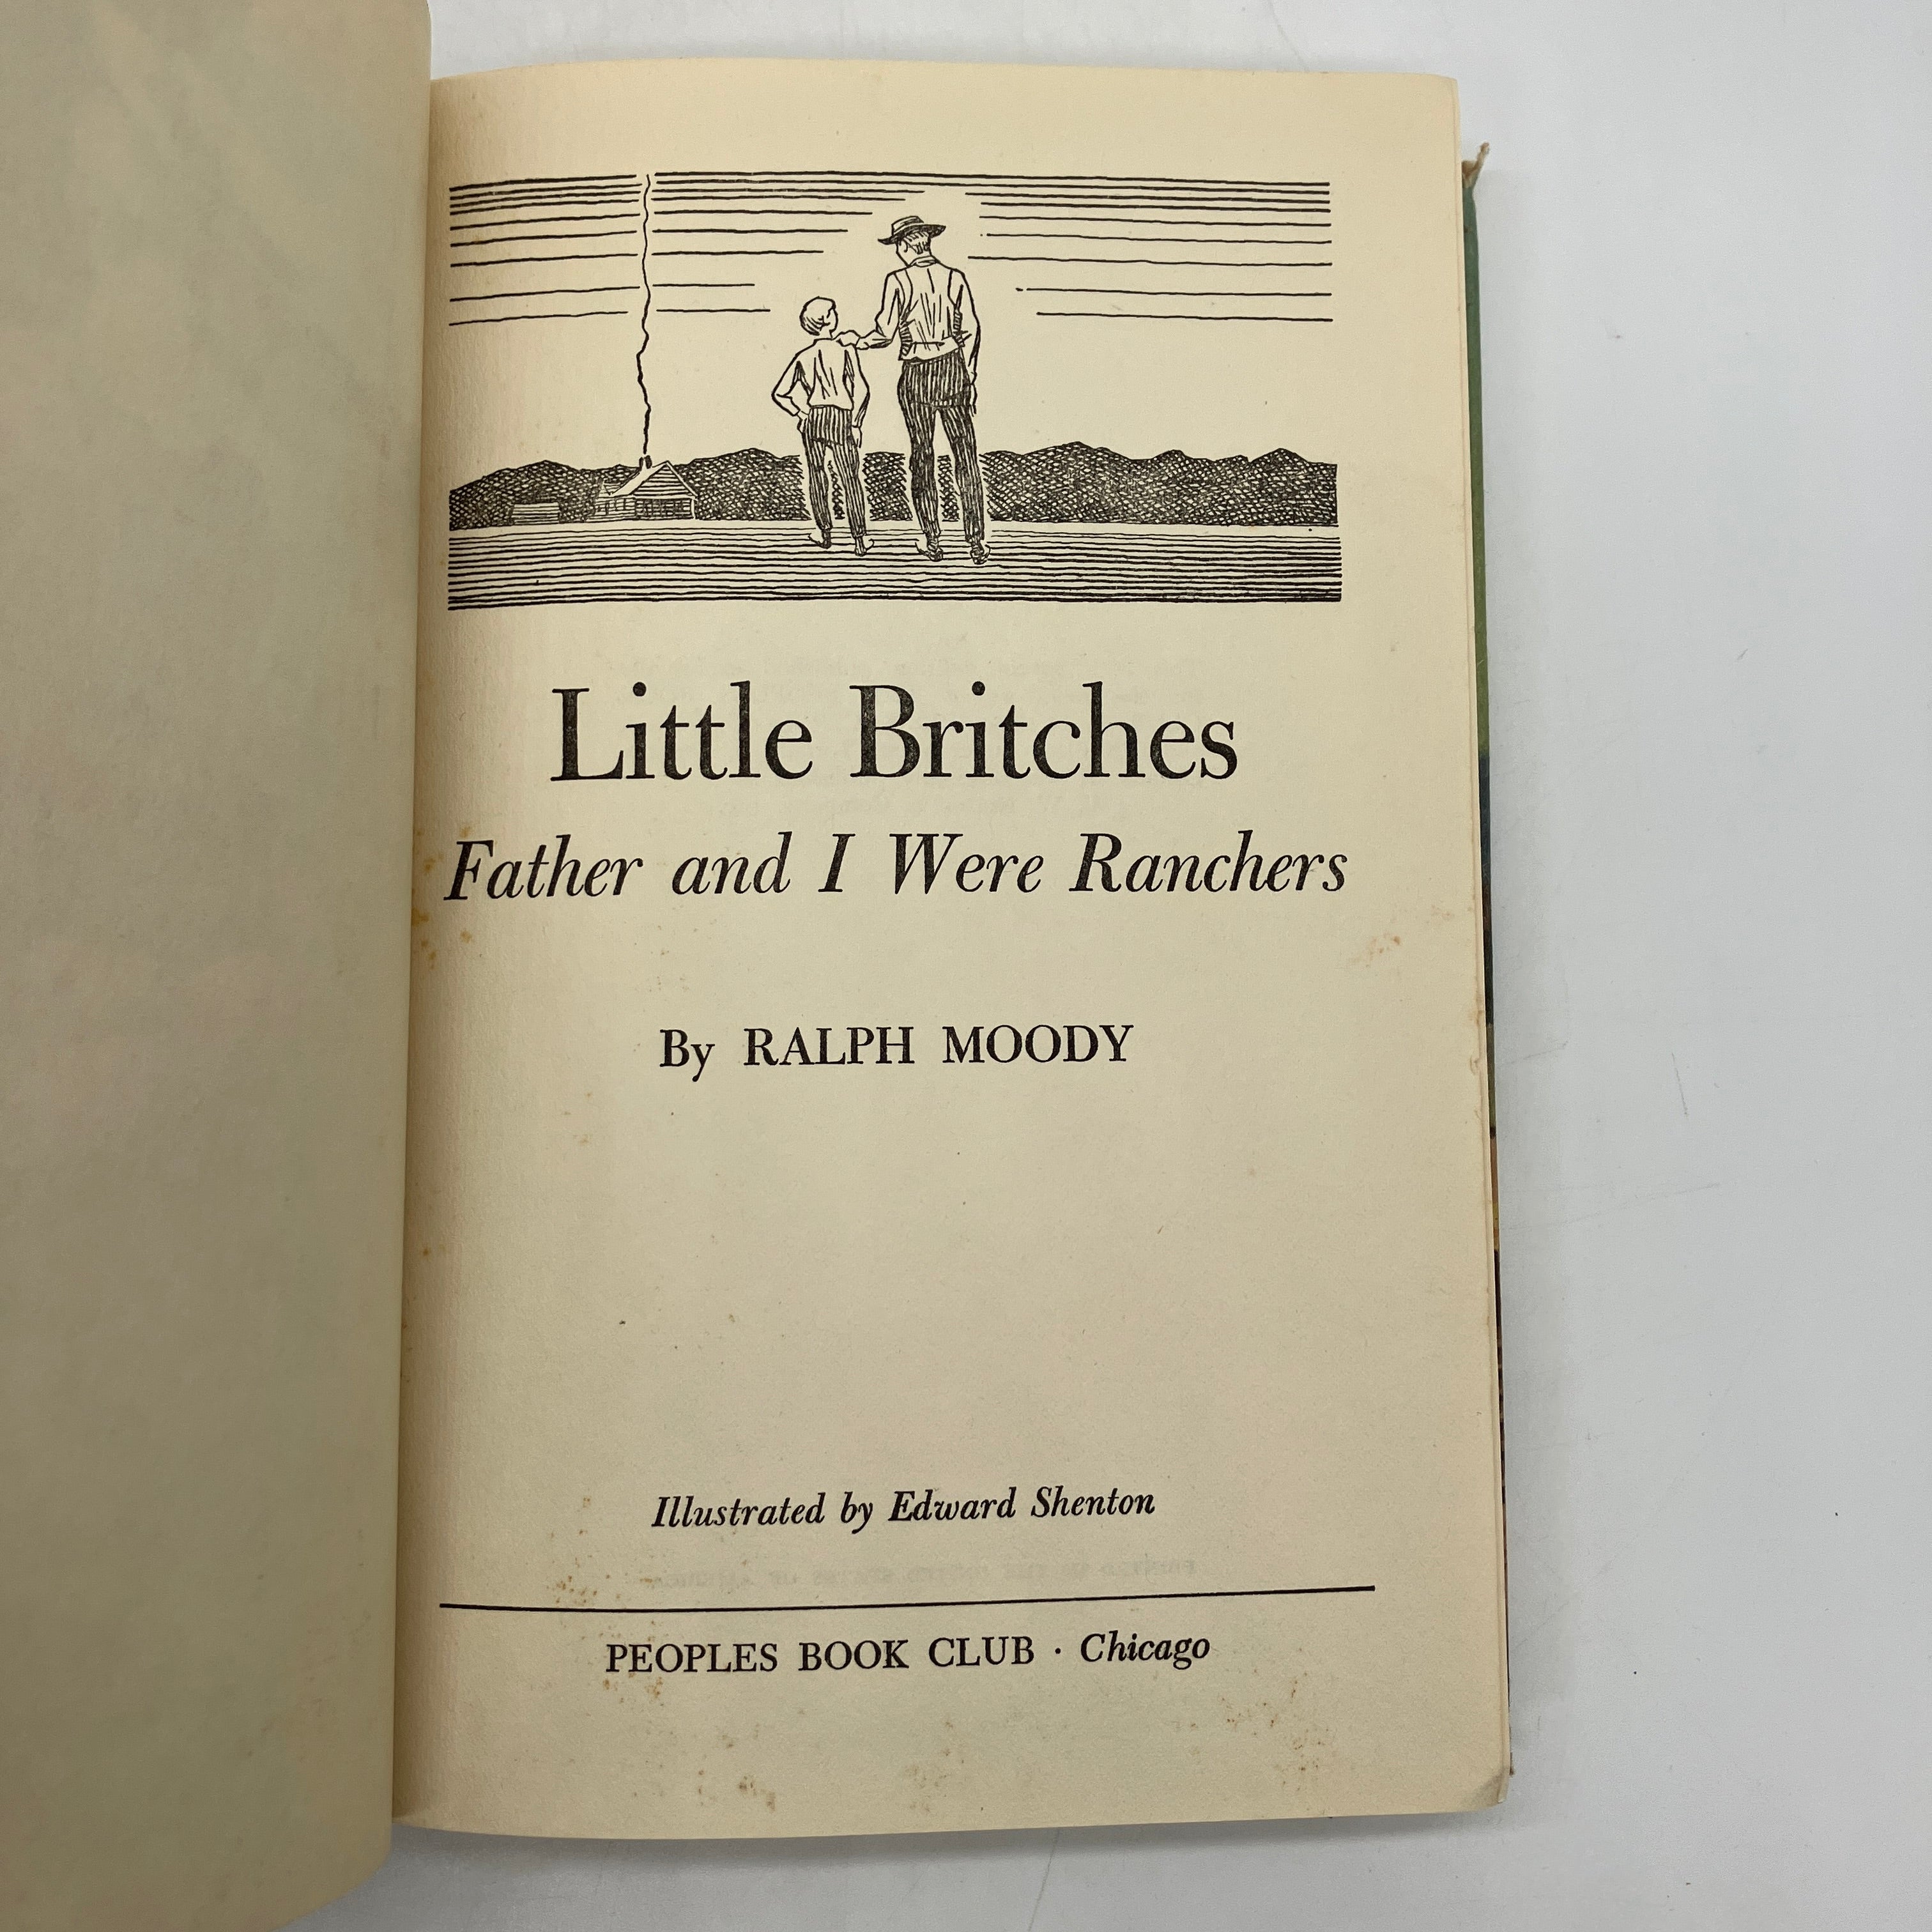 Little Britches
Father and I Were Ranchers
By RALPH MOODY
Illustrated by Edward Shenton
PEOPLES BOOK CLUB · Chicago